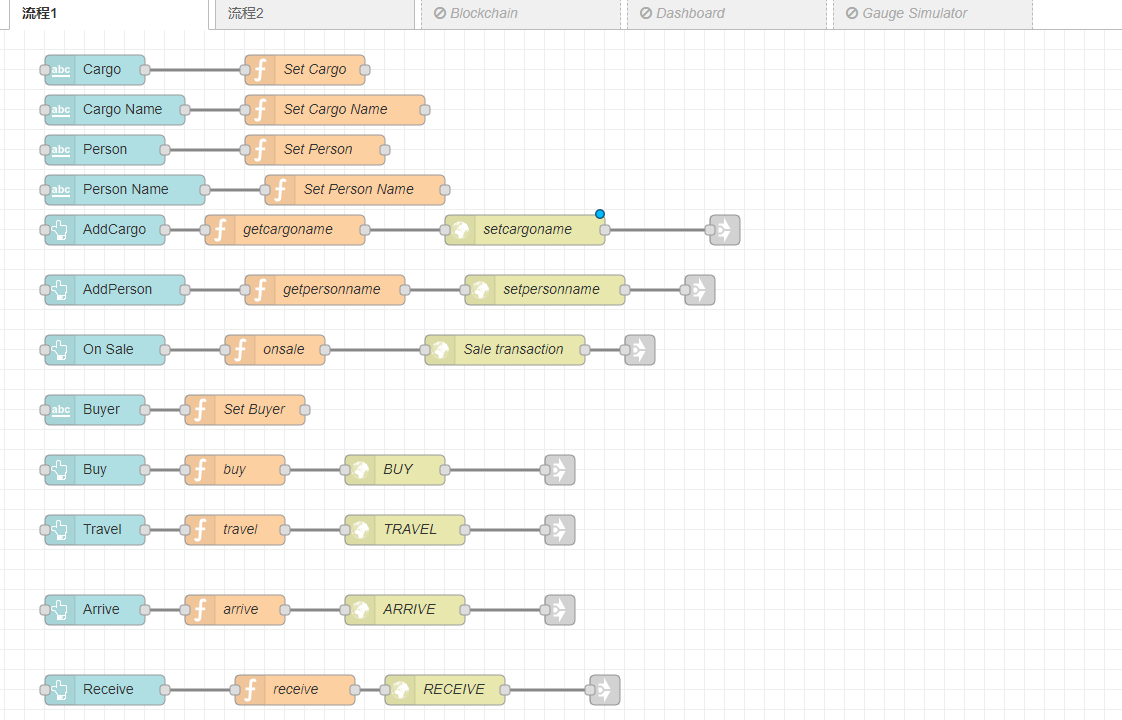 流程1 流程2 Blockchain Dashboard Gauge Simulator
abc Cargo Set Cargo
abc Cargo Name Set Cargo Name
abc Person Set Person
abc Person Name Set Person Name
AddCargo getcargoname setcargoname
AddPerson getpersonname setpersonname
On Sale onsale Sale transaction
abc Buyer Set Buyer
Buy buy BUY
Travel travel TRAVEL
Arrive arrive ARRIVE
Receive receive RECEIVE